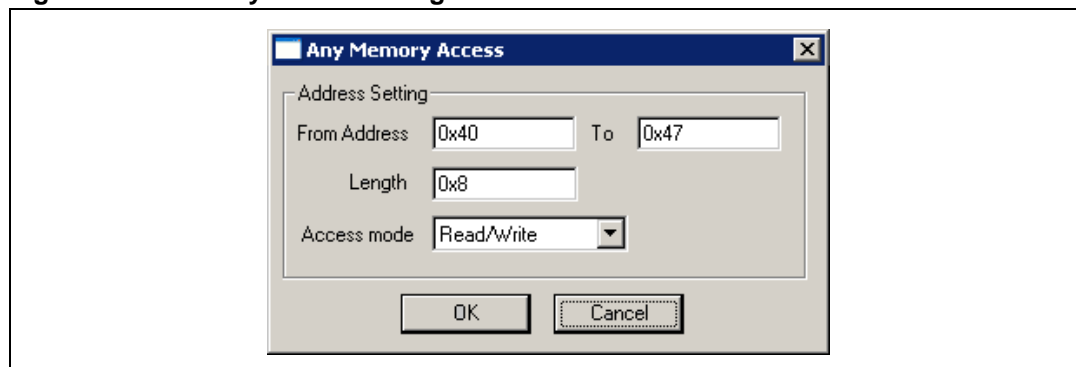 Any Memory Access
Address Setting
From Address 0x40 To 0x47
Length 0x8
Access mode Read/Write
OK Cancel